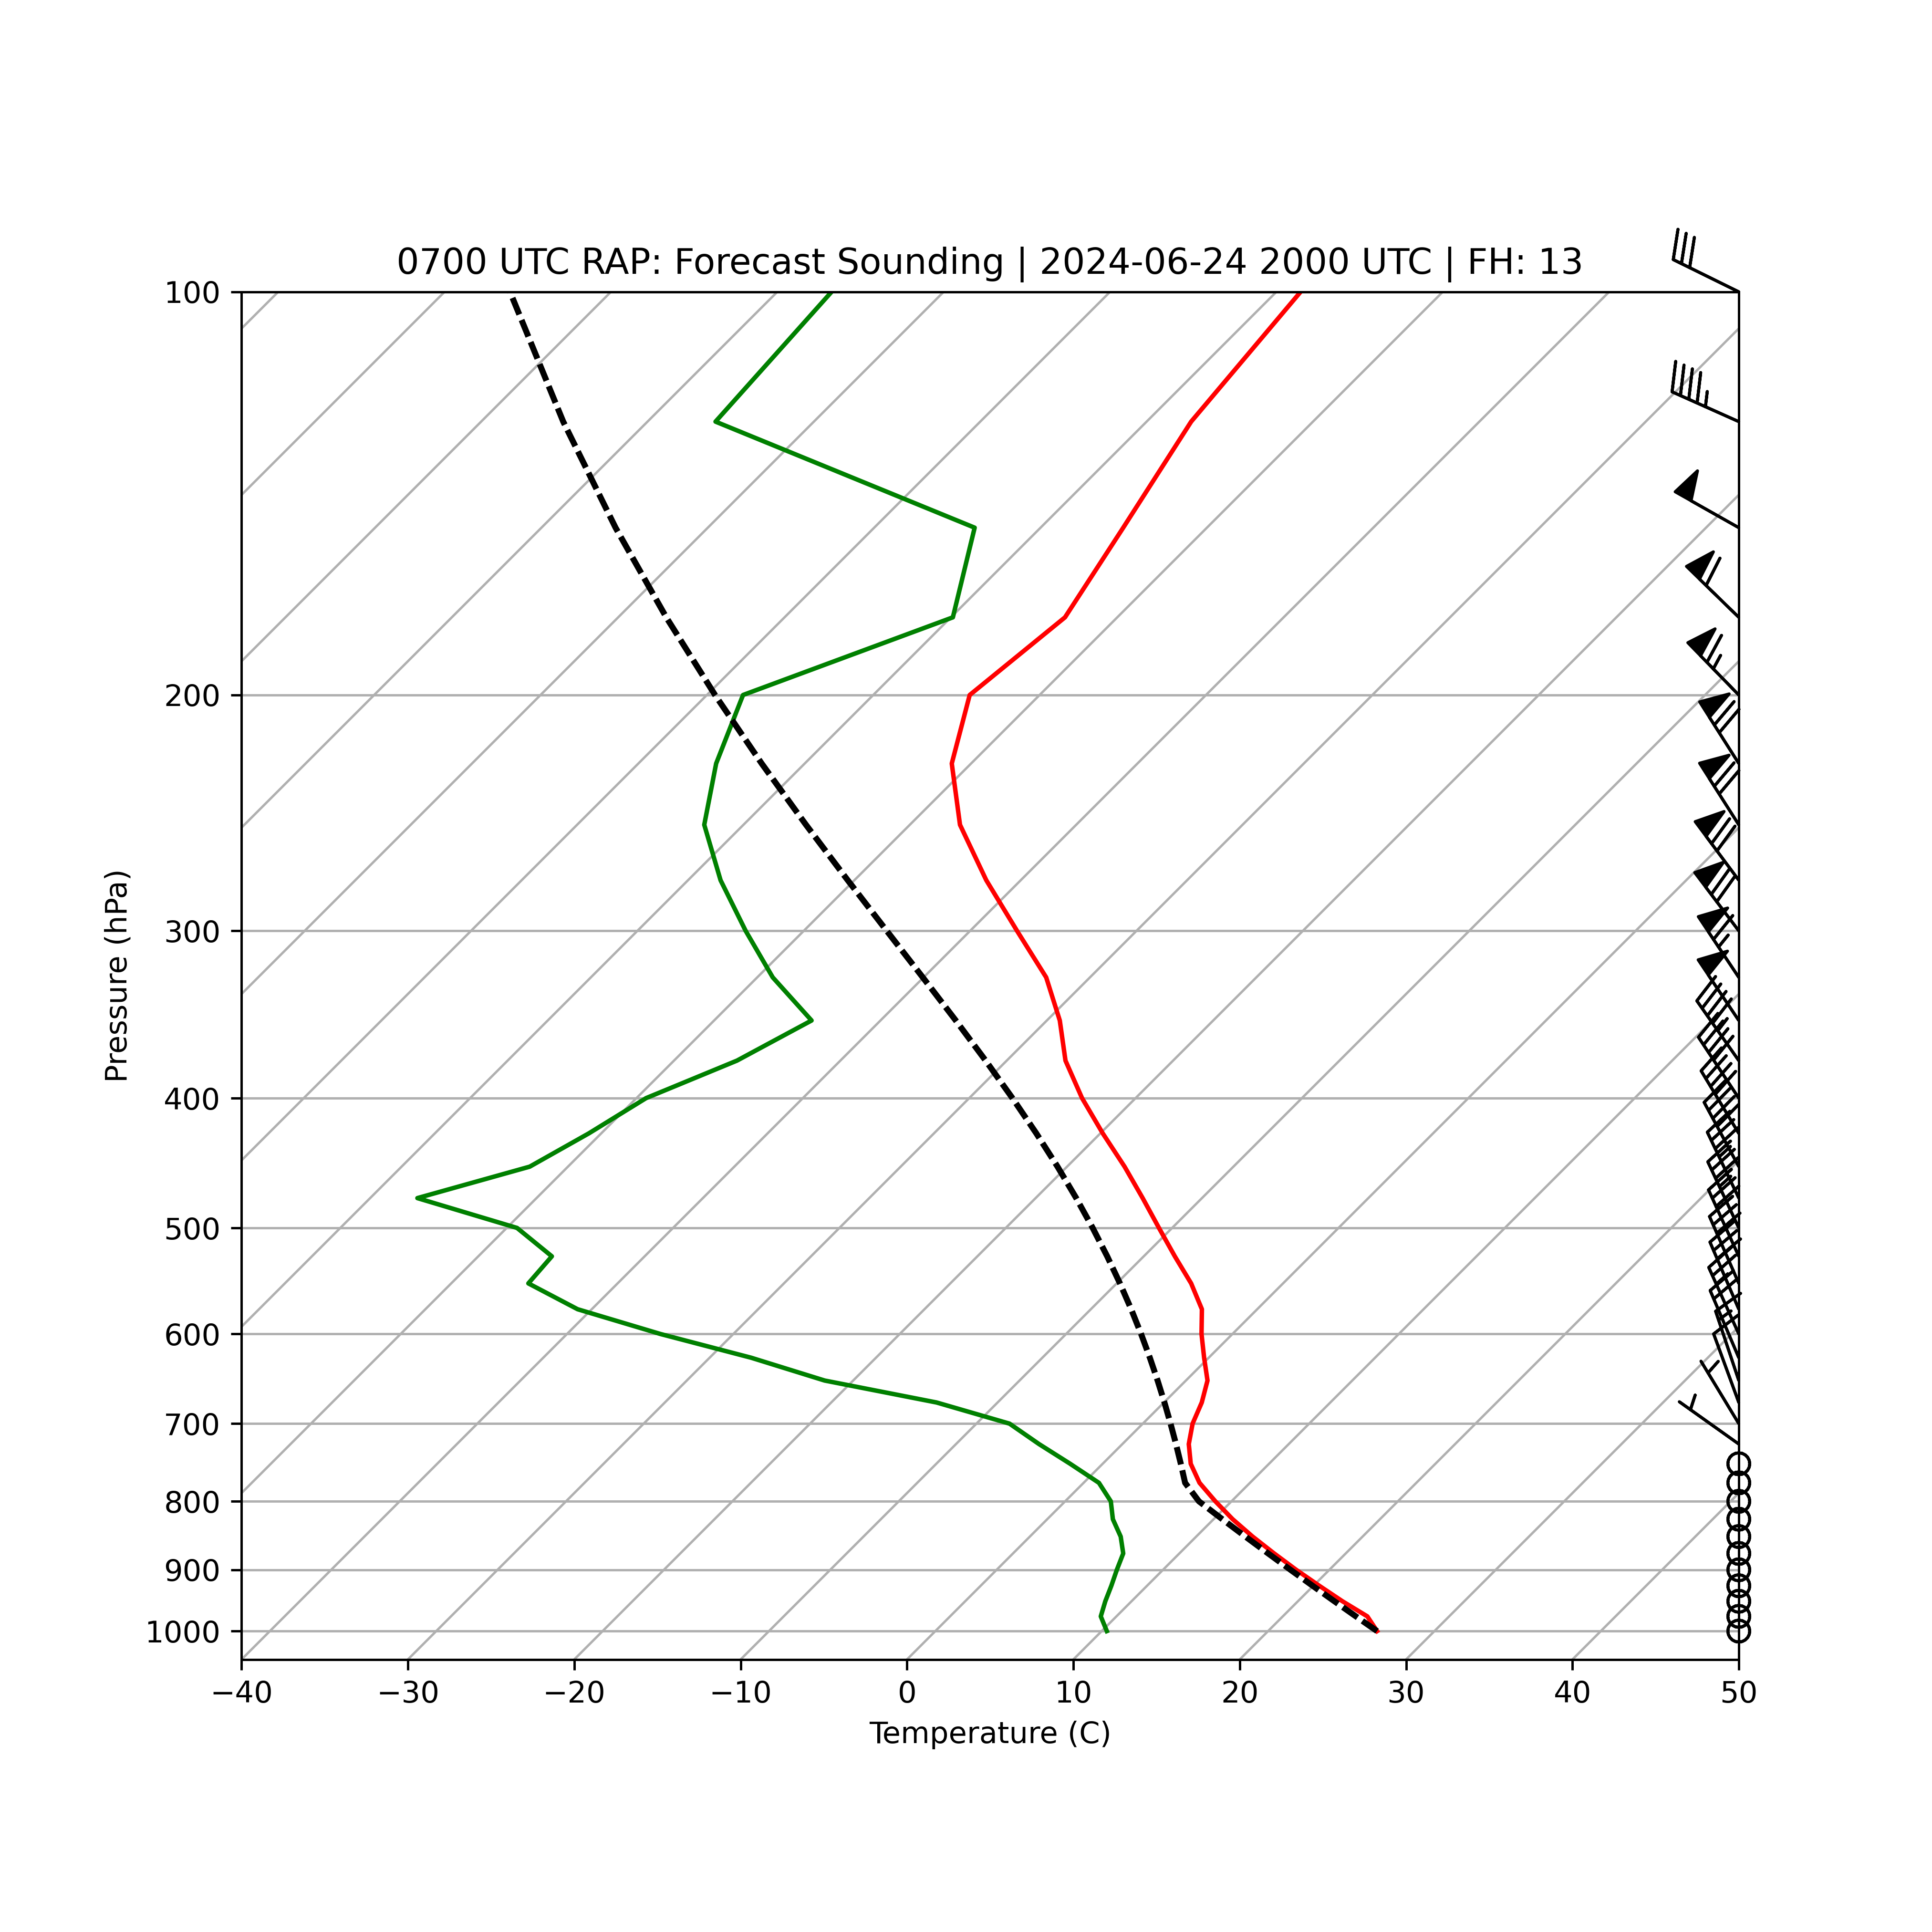 0700 UTC RAP: Forecast Sounding | 2024-06-24 2000 UTC | FH: 13
100
200
300
400
500
600
700
800
900
1000
Pressure (hPa)
−40 −30 −20 −10 0 10 20 30 40 50
Temperature (C)